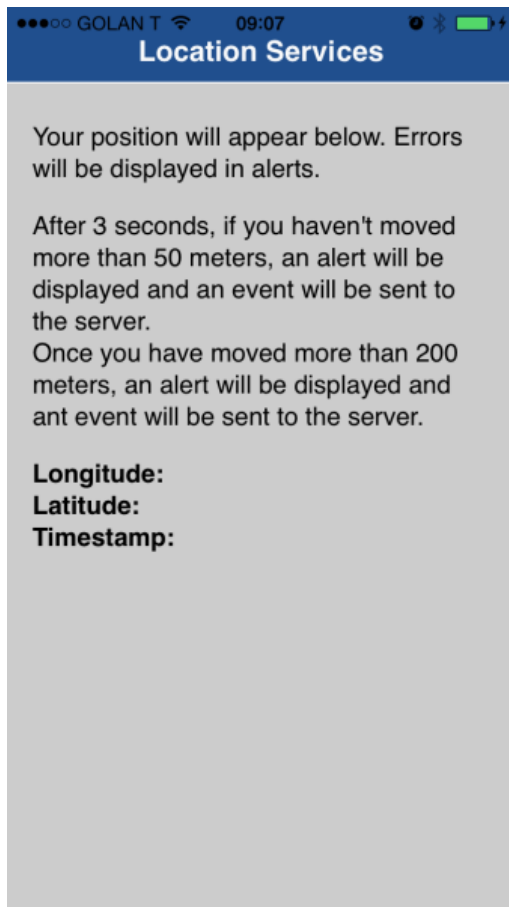 GOLAN T 09:07
Location Services
Your position will appear below. Errors
will be displayed in alerts.
After 3 seconds, if you haven't moved
more than 50 meters, an alert will be
displayed and an event will be sent to
the server.
Once you have moved more than 200
meters, an alert will be displayed and
ant event will be sent to the server.
Longitude:
Latitude:
Timestamp: